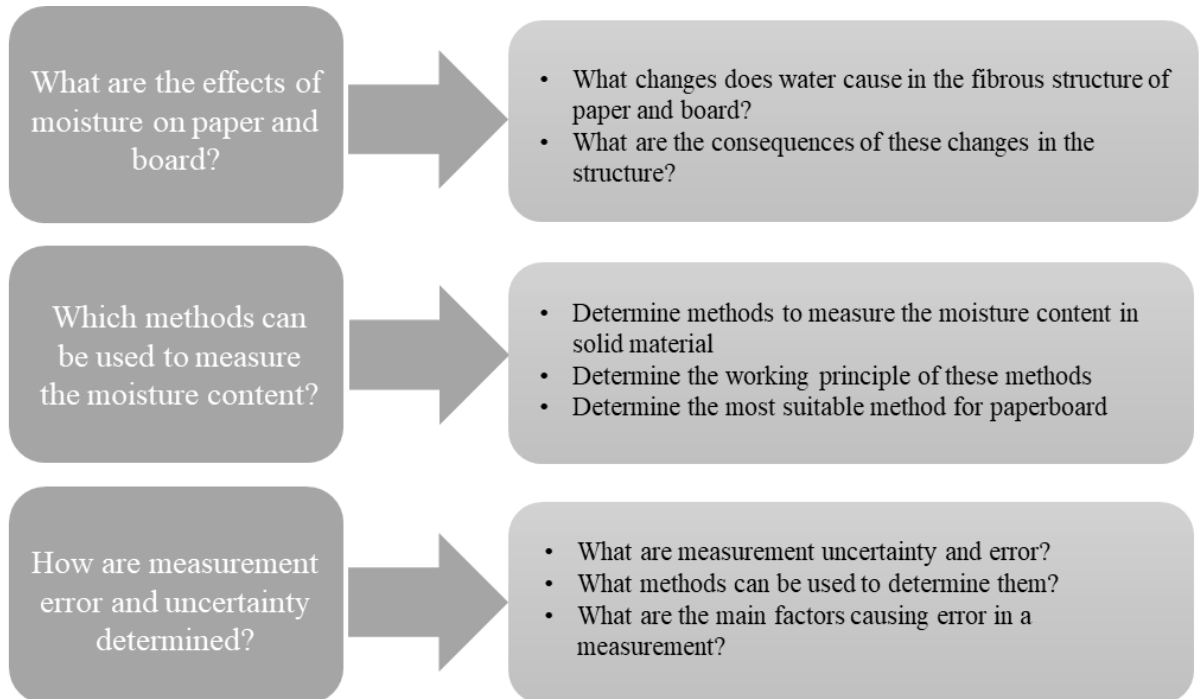 What are the effects of
moisture on paper and
board?
• What changes does water cause in the fibrous structure of
paper and board?
• What are the consequences of these changes in the
structure?
Which methods can
be used to measure
the moisture content?
• Determine methods to measure the moisture content in
solid material
• Determine the working principle of these methods
• Determine the most suitable method for paperboard
How are measurement
error and uncertainty
determined?
• What are measurement uncertainty and error?
• What methods can be used to determine them?
• What are the main factors causing error in a
measurement?